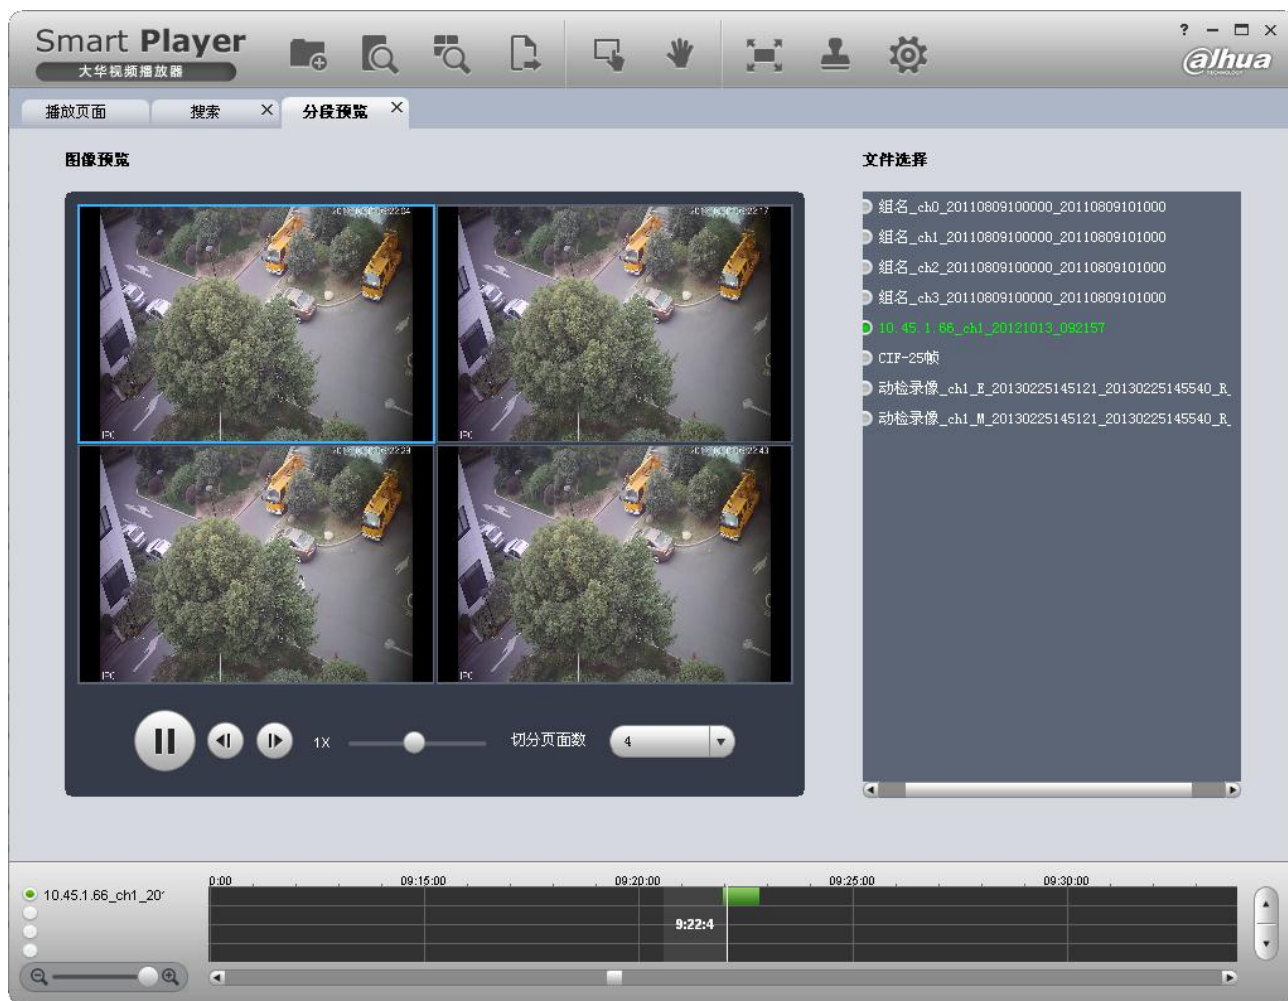 Smart Player
大华视频播放器
?
alhua
TECHNOLOGY
播放页面
搜索
分段预览
图像预览
文件选择
IPC
IPC
IPC
IPC
组名_ch0_20110809100000_20110809101000
组名_ch1_20110809100000_20110809101000
组名_ch2_20110809100000_20110809101000
组名_ch3_20110809100000_20110809101000
10.45.1.66_ch1_20121013_092157
CIF-25帧
动检录像_ch1_E_20130225145121_20130225145540_R_
动检录像_ch1_M_20130225145121_20130225145540_R_
1X
切分页面数
4
0:00 09:15:00 09:20:00 09:25:00 09:30:00
10.45.1.66_ch1_20
9:22:4